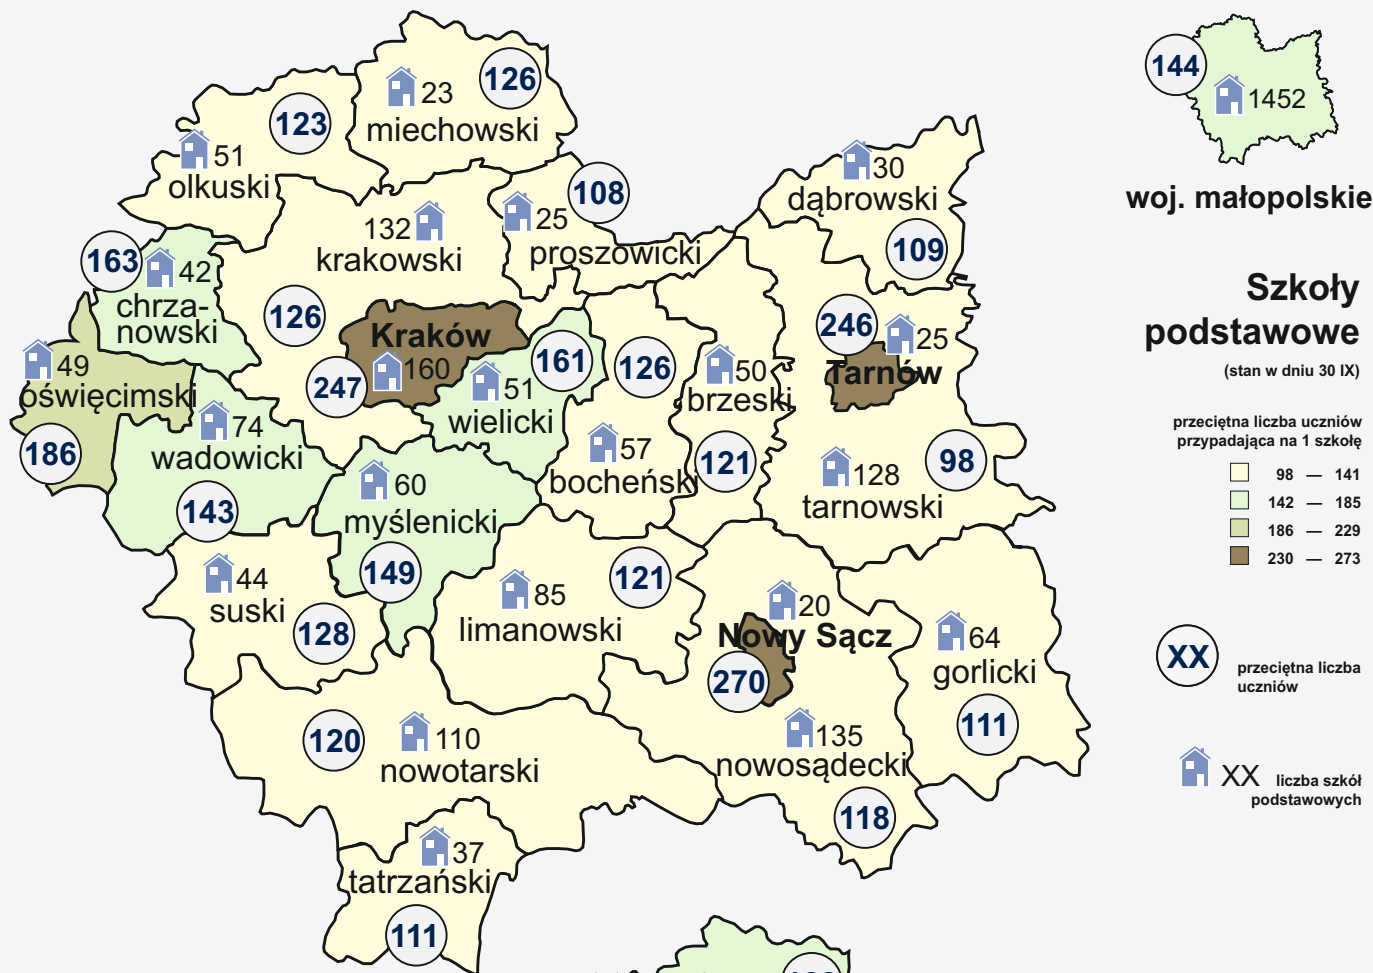 23
126
miechowski
123
51
olkuski
30
dąbrowski
109
108
25
proszowicki
132
krakowski
126
163
42
chrza-
nowski
Kraków
160
247
161
51
wielicki
126
57
bocheński
50
brzeski
121
246
25
Tarnów
128
tarnowski
98
49
oświęcimski
186
74
wadowicki
143
60
myślenicki
149
44
suski
128
85
limanowski
121
20
Nowy Sącz
270
64
gorlicki
111
135
nowosądecki
118
110
nowotarski
120
37
tatrzański
111
144
1452
woj. małopolskie
Szkoły
podstawowe
(stan w dniu 30 IX)
przeciętna liczba uczniów
przypadająca na 1 szkołę
98 — 141
142 — 185
186 — 229
230 — 273
XX
przeciętna liczba
uczniów
XX liczba szkół
podstawowych